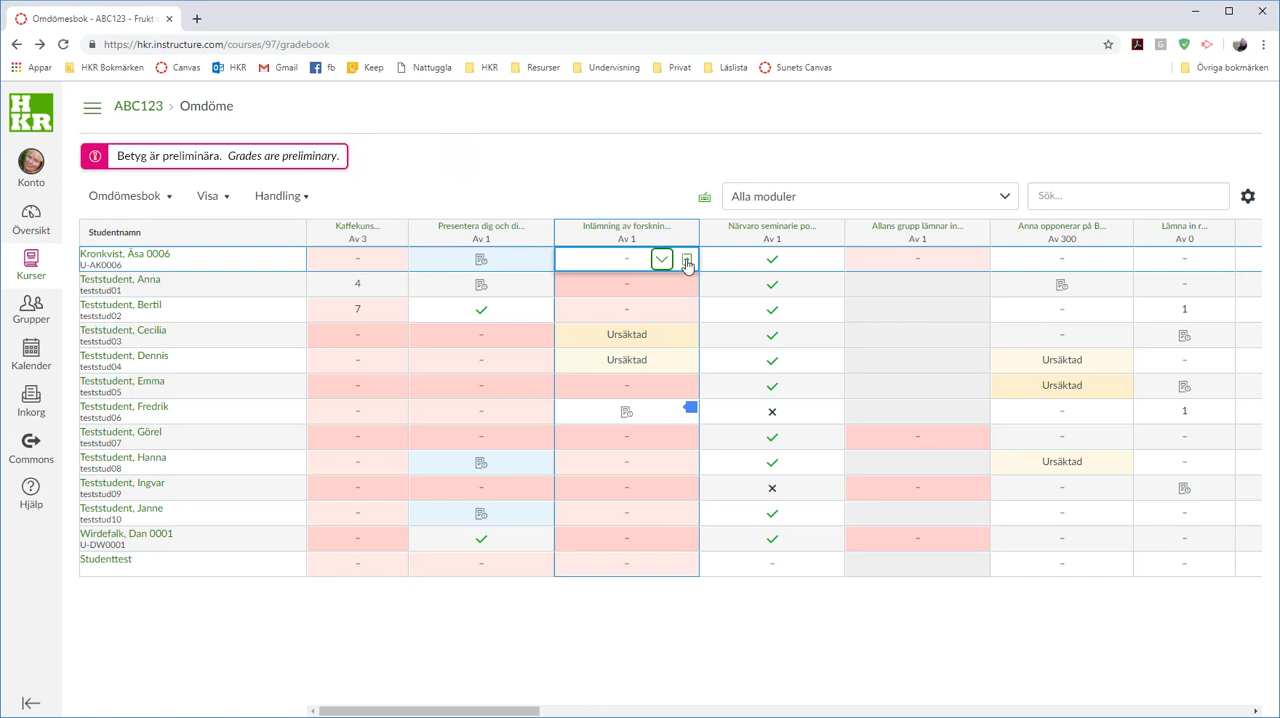 Omdömesbok - ABC123 - Frukt o
https://hkr.instructure.com/courses/97/gradebook
Appar HKR Bokmärken Canvas HKR Gmail fb Keep Nattuggla HKR Resurser Undervisning Privat Läslista Sunets Canvas Övriga bokmärken
HKR
Konto
Översikt
Kurser
Grupper
Kalender
Inkorg
Commons
Hjälp
ABC123 › Omdöme
Betyg är preliminära. Grades are preliminary.
Omdömesbok Visa Handling Alla moduler Sök...
Studentnamn
Kaffekuns...
Av 3
Presentera dig och di...
Av 1
Inlämning av forsknin...
Av 1
Närvaro seminarie po...
Av 1
Allans grupp lämnar in...
Av 1
Anna opponerar på B...
Av 300
Lämna in r...
Av 0
Kronkvist, Åsa 0006 - - - - -
U-AK0006
Teststudent, Anna 4 - -
teststud01
Teststudent, Bertil 7 - - 1
teststud02
Teststudent, Cecilia - - Ursäktad -
teststud03
Teststudent, Dennis - - Ursäktad Ursäktad -
teststud04
Teststudent, Emma - - - Ursäktad
teststud05
Teststudent, Fredrik - - - 1
teststud06
Teststudent, Görel - - - - - -
teststud07
Teststudent, Hanna - - Ursäktad -
teststud08
Teststudent, Ingvar - - - - -
teststud09
Teststudent, Janne - - - -
teststud10
Wirdefalk, Dan 0001 - - - - -
U-DW0001
Studenttest - - - - - -